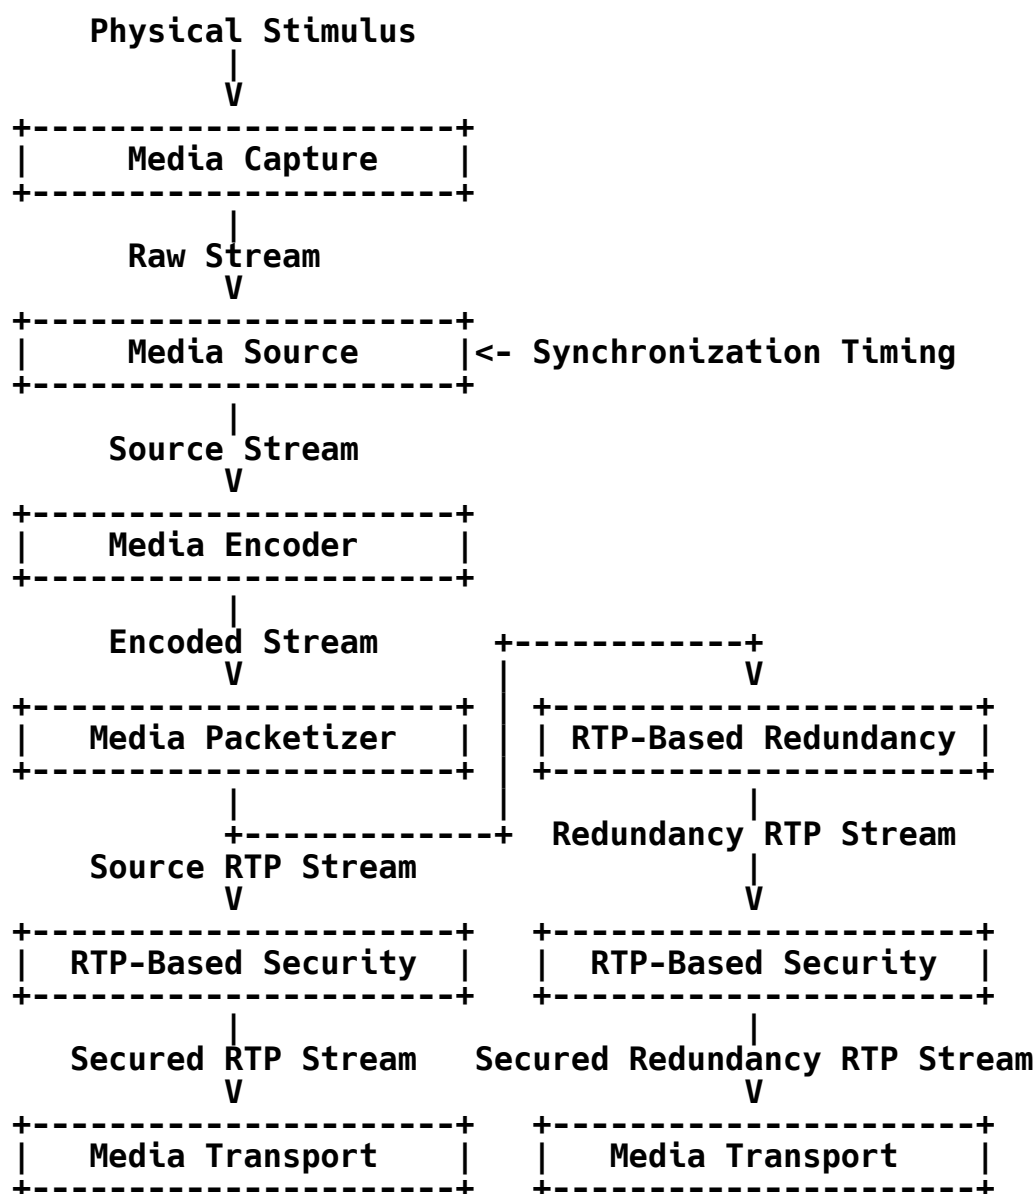 Physical Stimulus
|
V
+----------------------+
|      Media Capture    |
+----------------------+
|
Raw Stream
V
+----------------------+
|      Media Source     |<- Synchronization Timing
+----------------------+
|
Source Stream
V
+----------------------+
|     Media Encoder     |
+----------------------+
|
Encoded Stream      +------------+
V             |            V
+----------------------+ | +----------------------+
|   Media Packetizer   | | | RTP-Based Redundancy |
+----------------------+ | +----------------------+
|             |            |
+-------------+  Redundancy RTP Stream
Source RTP Stream                 |
V                          V
+----------------------+   +----------------------+
|  RTP-Based Security  |   |  RTP-Based Security  |
+----------------------+   +----------------------+
|                          |
Secured RTP Stream   Secured Redundancy RTP Stream
V                          V
+----------------------+   +----------------------+
|   Media Transport    |   |   Media Transport    |
+----------------------+   +----------------------+